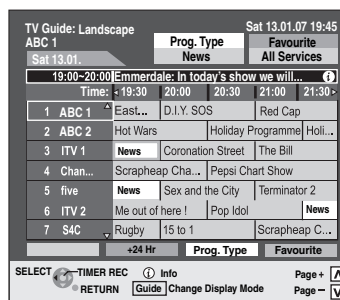 TV Guide: Landscape Sat 13.01.07 19:45
ABC 1 Prog. Type Favourite
Sat 13.01. News All Services
19:00~20:00 Emmerdale: In today's show we will...
Time: 19:30 20:00 20:30 21:00 21:30
1 ABC 1 East... D.I.Y. SOS Red Cap
2 ABC 2 Hot Wars Holiday Programme Holi...
3 ITV 1 News Coronation Street The Bill
4 Chan... Scrapheap Cha... Pepsi Chart Show
5 five News Sex and the City Terminator 2
6 ITV 2 Me out of here ! Pop Idol News
7 S4C Rugby 15 to 1 Scrapheap C...
+24 Hr Prog. Type Favourite
SELECT TIMER REC i Info Page +
RETURN Guide Change Display Mode Page −